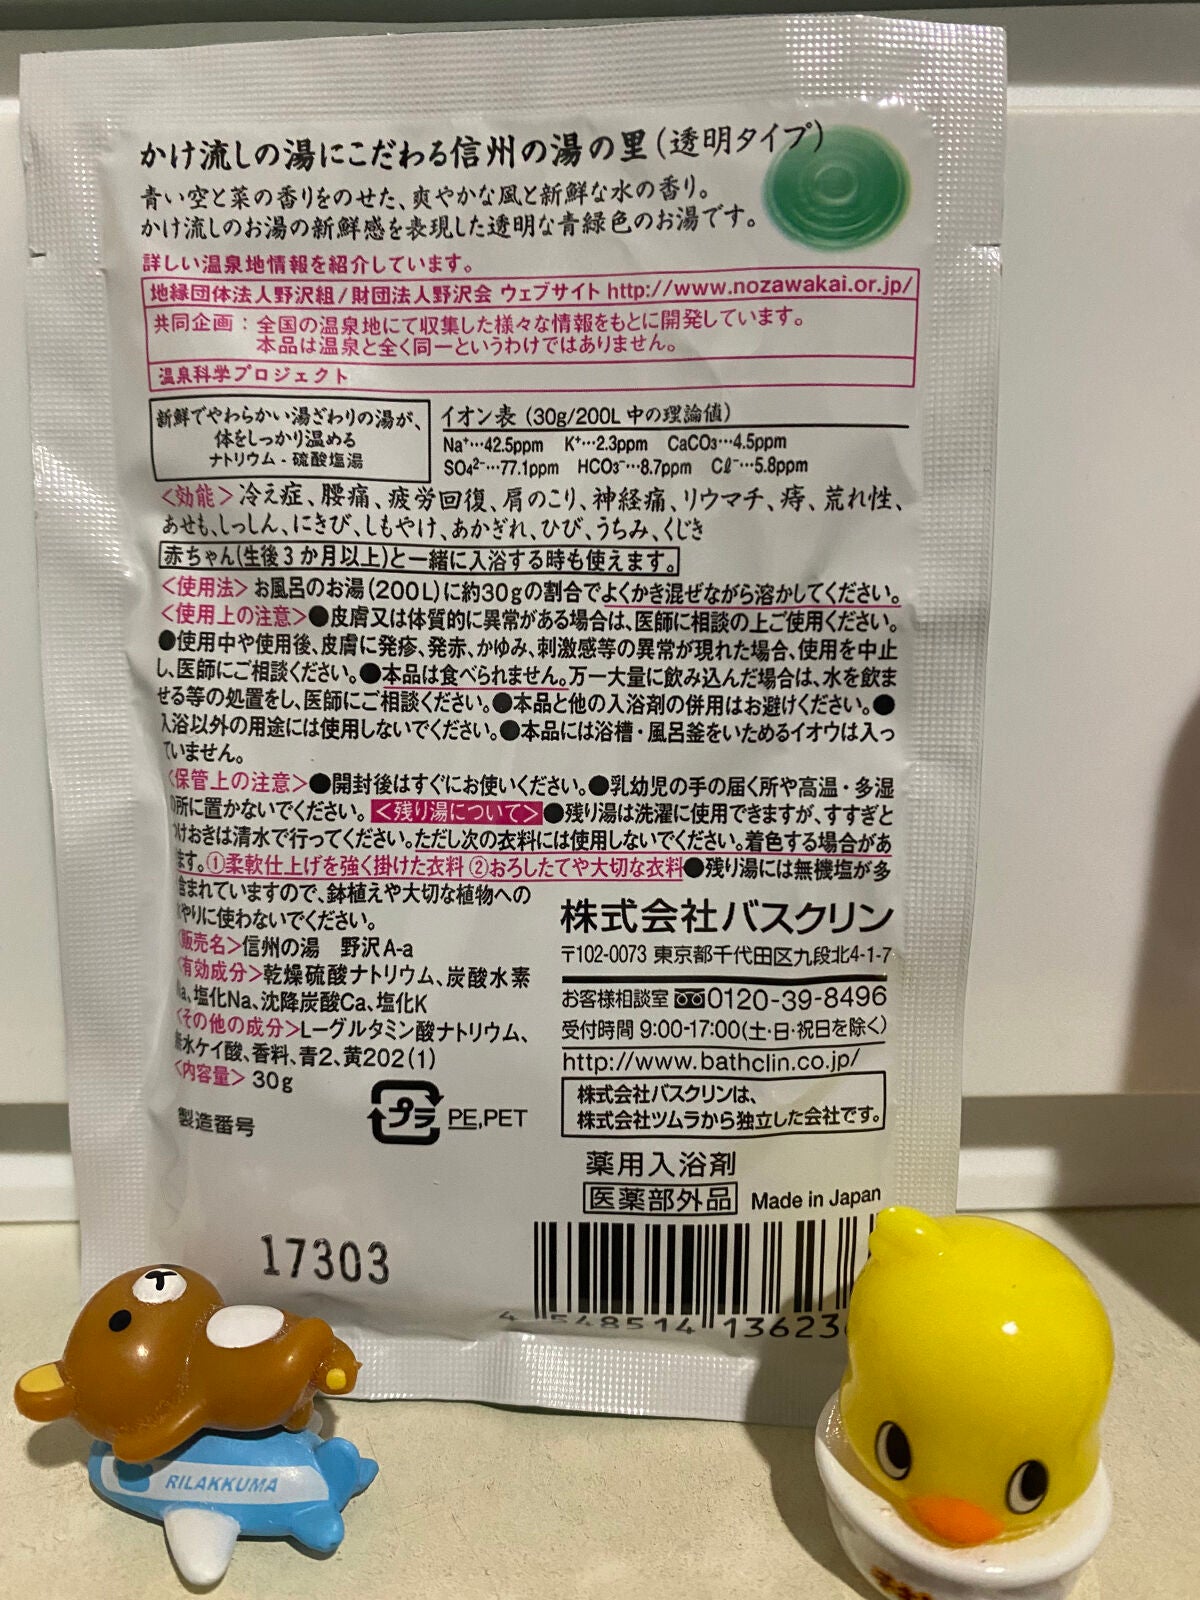 かけ流しの湯にこだわる信州の湯の里(透明タイプ)
青い空と菜の香りをのせた、爽やかな風と新鮮な水の香り。
かけ流しのお湯の新鮮感を表現した透明な青緑色のお湯です。
詳しい温泉地情報を紹介しています。
地縁団体法人野沢組/財団法人野沢会 ウェブサイト http://www.nozawakai.or.jp/
共同企画:全国の温泉地にて収集した様々な情報をもとに開発しています。
本品は温泉と全く同一というわけではありません。
温泉科学プロジェクト
新鮮でやわらかい湯ざわりの湯が、
体をしっかり温める
ナトリウム-硫酸塩湯
イオン表(30g/200L中の理論値)
Na⁺…42.5ppm K⁺…2.3ppm CaCO₃…4.5ppm
SO₄²⁻…77.1ppm HCO₃⁻…8.7ppm Cℓ⁻…5.8ppm
<効能>冷え症、腰痛、疲労回復、肩のこり、神経痛、リウマチ、痔、荒れ性、
あせも、しっしん、にきび、しもやけ、あかぎれ、ひび、うちみ、くじき
赤ちゃん(生後3か月以上)と一緒に入浴する時も使えます。
<使用法>お風呂のお湯(200L)に約30gの割合でよくかき混ぜながら溶かしてください。
<使用上の注意>●皮膚又は体質的に異常がある場合は、医師に相談の上ご使用ください。
●使用中や使用後、皮膚に発疹、発赤、かゆみ、刺激感等の異常が現れた場合、使用を中止
し、医師にご相談ください。●本品は食べられません。万一大量に飲み込んだ場合は、水を飲ま
せる等の処置をし、医師にご相談ください。●本品と他の入浴剤の併用はお避けください。●
入浴以外の用途には使用しないでください。●本品には浴槽・風呂釜をいためるイオウは入っ
ていません。
<保管上の注意>●開封後はすぐにお使いください。●乳幼児の手の届く所や高温・多湿
の所に置かないでください。<残り湯について>●残り湯は洗濯に使用できますが、すすぎと
つけおきは清水で行ってください。ただし次の衣料には使用しないでください。着色する場合があ
ます。①柔軟仕上げを強く掛けた衣料 ②おろしたてや大切な衣料●残り湯には無機塩が多
含まれていますので、鉢植えや大切な植物への
水やりに使わないでください。
<販売名>信州の湯 野沢A-a
<有効成分>乾燥硫酸ナトリウム、炭酸水素
Na、塩化Na、沈降炭酸Ca、塩化K
<その他の成分>L-グルタミン酸ナトリウム、
無水ケイ酸、香料、青2、黄202(1)
<内容量>30g
製造番号
プラ PE,PET
株式会社バスクリン
〒102-0073 東京都千代田区九段北4-1-7
お客様相談室 0120-39-8496
受付時間 9:00-17:00(土・日・祝日を除く)
http://www.bathclin.co.jp/
株式会社バスクリンは、
株式会社ツムラから独立した会社です。
薬用入浴剤
医薬部外品 Made in Japan
17303
4 548514 13623
RILAKKUMA